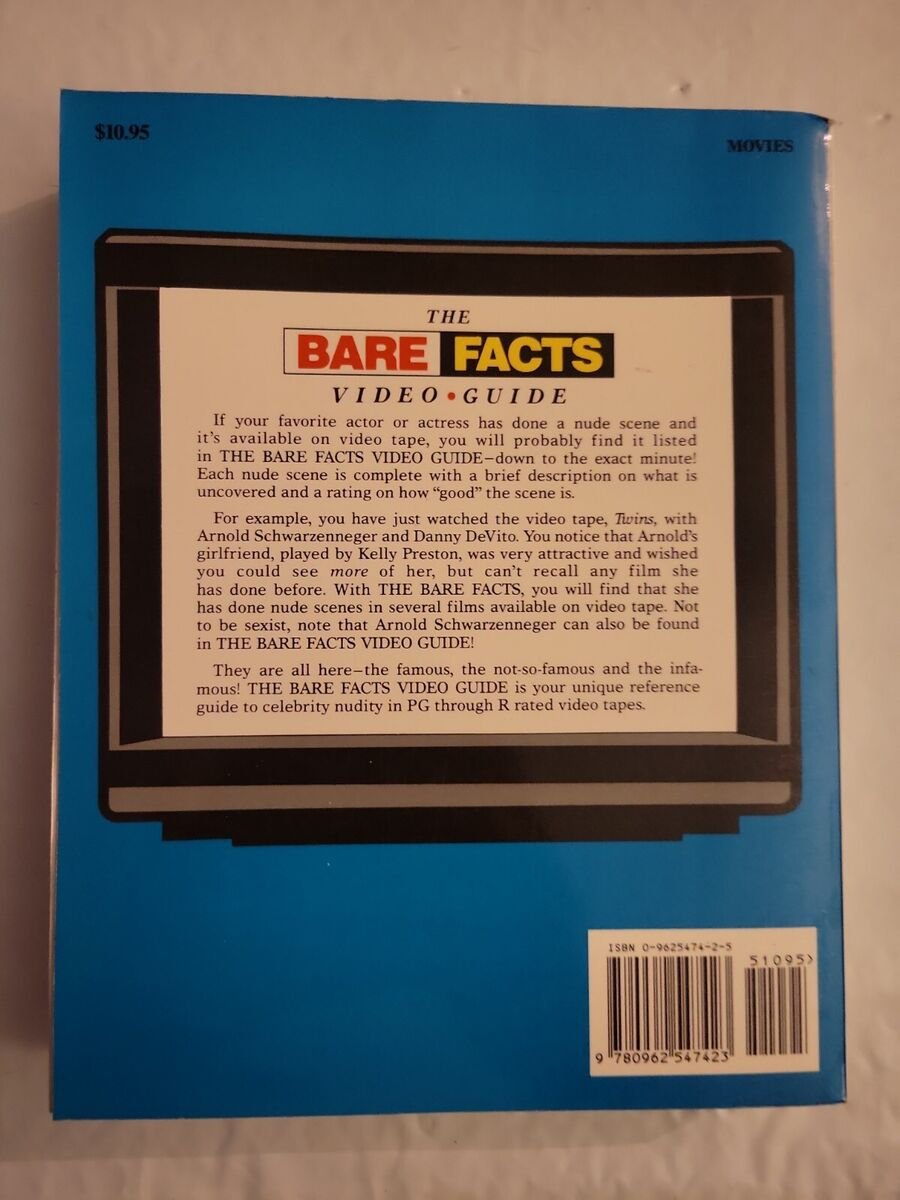 $10.95
MOVIES
THE
BARE FACTS
VIDEO • GUIDE
If your favorite actor or actress has done a nude scene and
it's available on video tape, you will probably find it listed
in THE BARE FACTS VIDEO GUIDE—down to the exact minute!
Each nude scene is complete with a brief description on what is
uncovered and a rating on how "good" the scene is.
For example, you have just watched the video tape, Twins, with
Arnold Schwarzenneger and Danny DeVito. You notice that Arnold's
girlfriend, played by Kelly Preston, was very attractive and wished
you could see more of her, but can't recall any film she
has done before. With THE BARE FACTS, you will find that she
has done nude scenes in several films available on video tape. Not
to be sexist, note that Arnold Schwarzenneger can also be found
in THE BARE FACTS VIDEO GUIDE!
They are all here—the famous, the not-so-famous and the infa-
mous! THE BARE FACTS VIDEO GUIDE is your unique reference
guide to celebrity nudity in PG through R rated video tapes.
ISBN 0-9625474-2-5
51095>
9 780962 547423